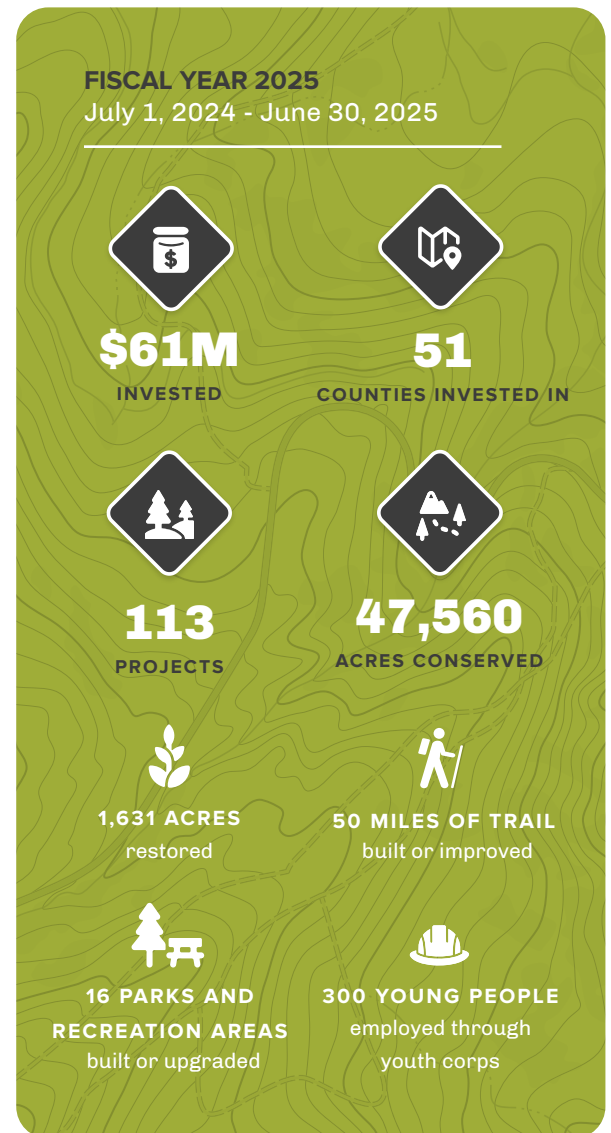 FISCAL YEAR 2025
July 1, 2024 - June 30, 2025
$
$61M
INVESTED
51
COUNTIES INVESTED IN
113
PROJECTS
47,560
ACRES CONSERVED
1,631 ACRES
restored
50 MILES OF TRAIL
built or improved
16 PARKS AND
RECREATION AREAS
built or upgraded
300 YOUNG PEOPLE
employed through
youth corps